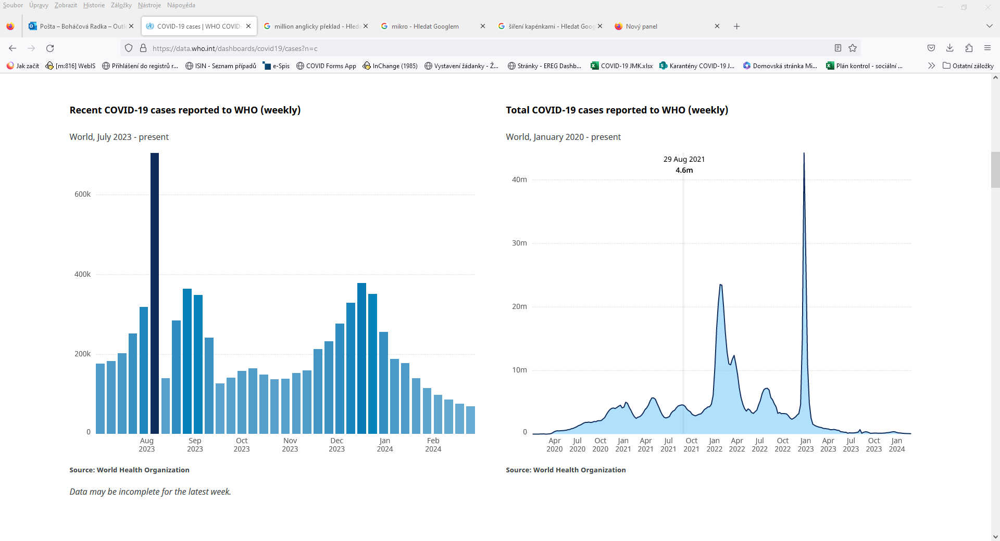 Soubor Úpravy Zobrazit Historie Záložky Nástroje Nápověda
Pošta – Boháčová Radka – Outl
COVID-19 cases | WHO COVID-
million anglicky překlad - Hleda
mikro - Hledat Googlem
šíření kapénkami - Hledat Goog
Nový panel
https://data.who.int/dashboards/covid19/cases?n=c
Jak začít [m:816] WebIS Přihlášení do registrů r... ISIN - Seznam případů e-Spis COVID Forms App InChange (1985) Vystavení žádanky - Ž... Stránky - EREG Dashb... COVID-19 JMK.xlsx Karantény COVID-19 J... Domovská stránka Mi... Plán kontrol - sociální ... Ostatní záložky
Recent COVID-19 cases reported to WHO (weekly)
World, July 2023 - present
600k
400k
200k
0
Aug 2023
Sep 2023
Oct 2023
Nov 2023
Dec 2023
Jan 2024
Feb 2024
Source: World Health Organization
Data may be incomplete for the latest week.
Total COVID-19 cases reported to WHO (weekly)
World, January 2020 - present
29 Aug 2021
4.6m
40m
30m
20m
10m
0
Apr 2020
Jul 2020
Oct 2020
Jan 2021
Apr 2021
Jul 2021
Oct 2021
Jan 2022
Apr 2022
Jul 2022
Oct 2022
Jan 2023
Apr 2023
Jul 2023
Oct 2023
Jan 2024
Source: World Health Organization